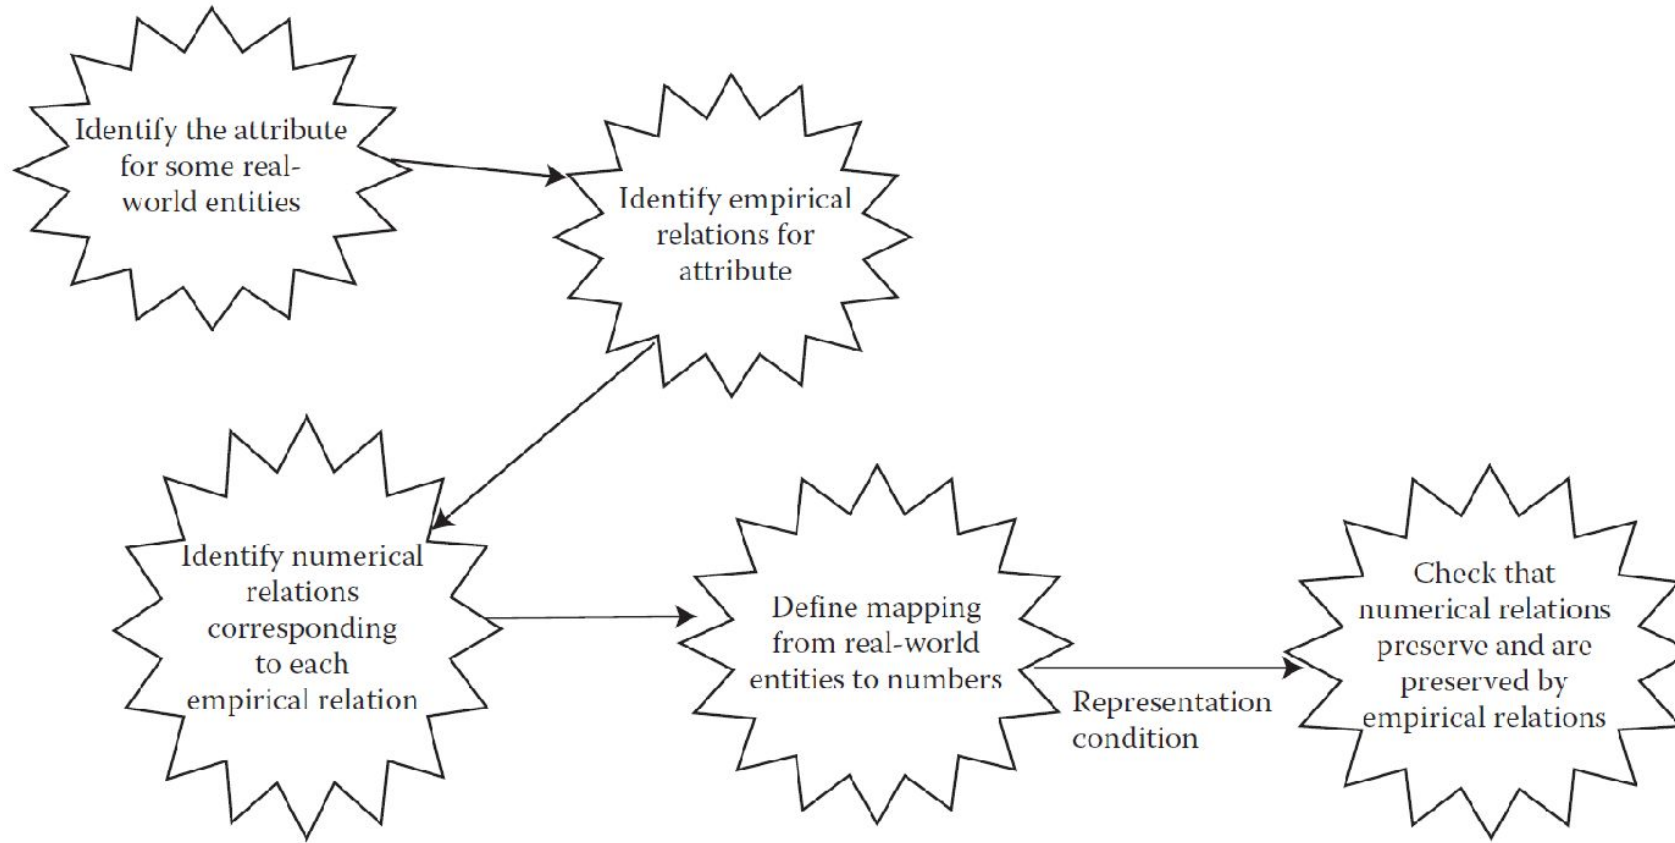 Identify the attribute
for some real-
world entities
Identify empirical
relations for
attribute
Identify numerical
relations
corresponding
to each
empirical relation
Define mapping
from real-world
entities to numbers
Representation
condition
Check that
numerical relations
preserve and are
preserved by
empirical relations